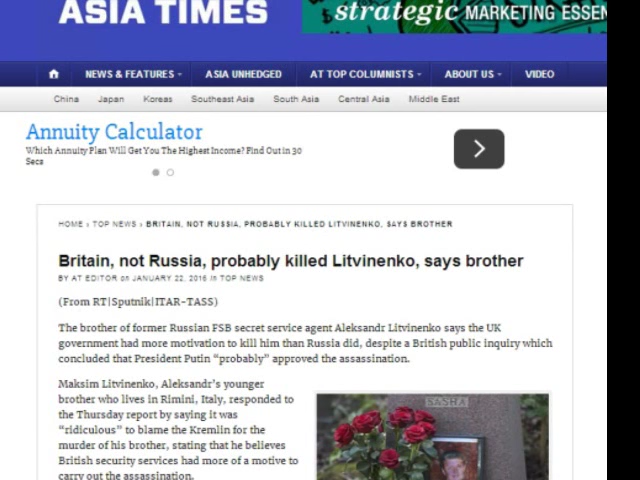 ASIA TIMES
strategic MARKETING ESSEN
NEWS & FEATURES ASIA UNHEDGED AT TOP COLUMNISTS ABOUT US VIDEO
China Japan Koreas Southeast Asia South Asia Central Asia Middle East
Annuity Calculator
Which Annuity Plan Will Get You The Highest Income? Find Out in 30
Secs
HOME › TOP NEWS › BRITAIN, NOT RUSSIA, PROBABLY KILLED LITVINENKO, SAYS BROTHER
Britain, not Russia, probably killed Litvinenko, says brother
BY AT EDITOR on JANUARY 22, 2016 in TOP NEWS
(From RT|Sputnik|ITAR-TASS)
The brother of former Russian FSB secret service agent Aleksandr Litvinenko says the UK
government had more motivation to kill him than Russia did, despite a British public inquiry which
concluded that President Putin “probably” approved the assassination.
Maksim Litvinenko, Aleksandr’s younger
brother who lives in Rimini, Italy, responded to
the Thursday report by saying it was
“ridiculous” to blame the Kremlin for the
murder of his brother, stating that he believes
British security services had more of a motive to
carry out the assassination.
SASHA